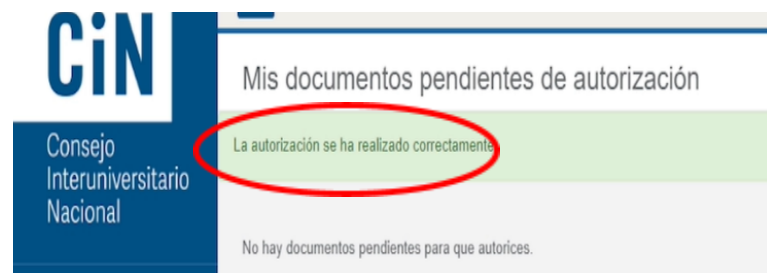 CiN
Consejo
Interuniversitario
Nacional
Mis documentos pendientes de autorización
La autorización se ha realizado correctamente
No hay documentos pendientes para que autorices.